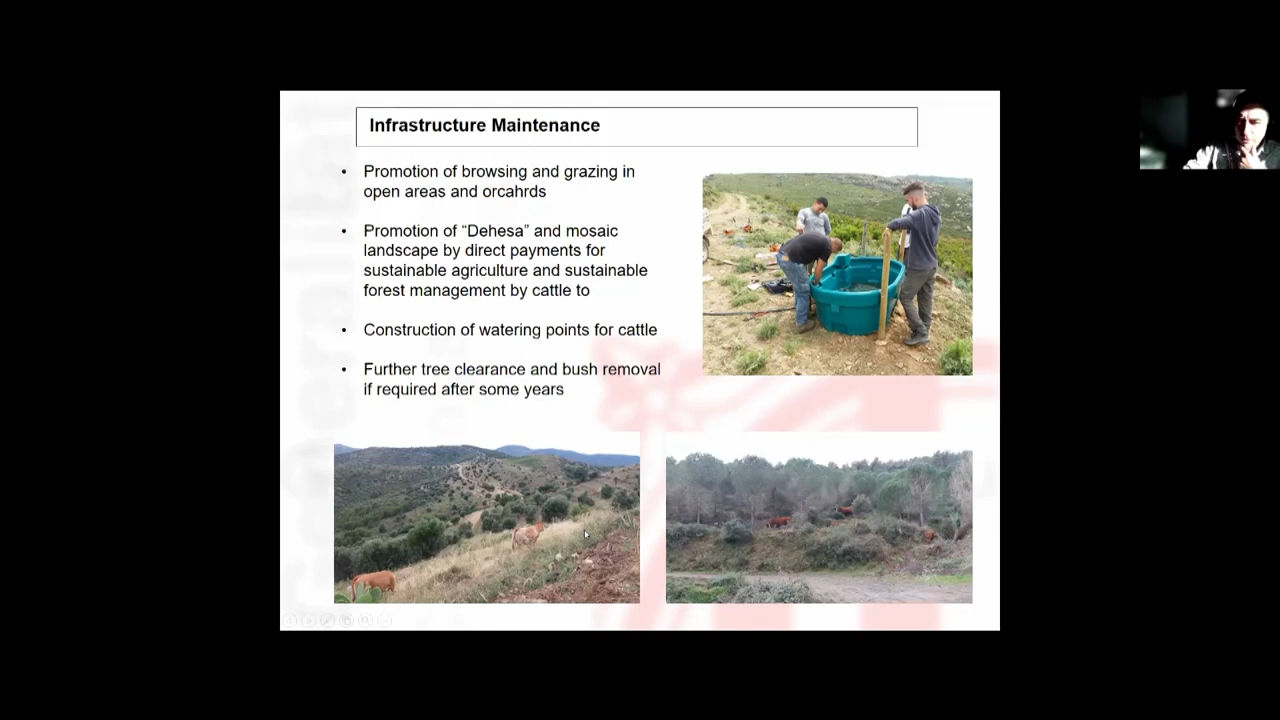 Infrastructure Maintenance
• Promotion of browsing and grazing in
open areas and orcahrds
• Promotion of “Dehesa” and mosaic
landscape by direct payments for
sustainable agriculture and sustainable
forest management by cattle to
• Construction of watering points for cattle
• Further tree clearance and bush removal
if required after some years